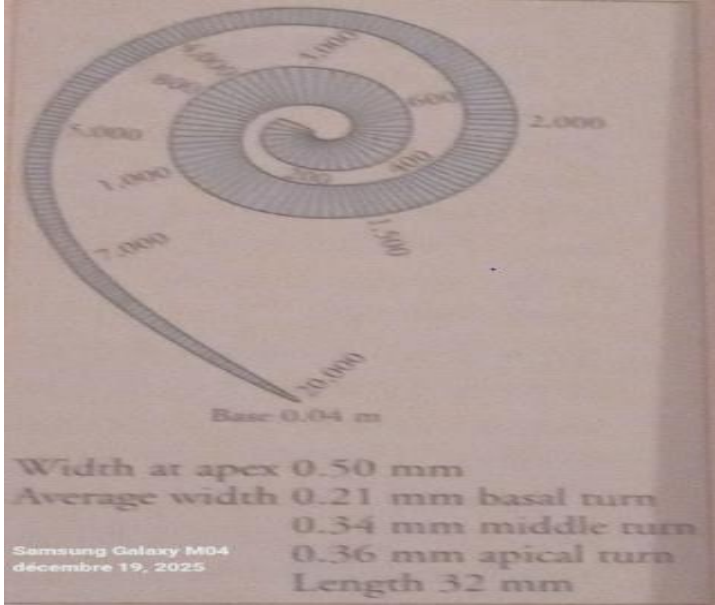 4,000
3,000
800
600
2,000
5,000
400
200
1,000
1,500
7,000
20,000
Base 0.04 m
Width at apex 0.50 mm
Average width 0.21 mm basal turn
0.34 mm middle turn
0.36 mm apical turn
Length 32 mm
Samsung Galaxy M04
décembre 19, 2025